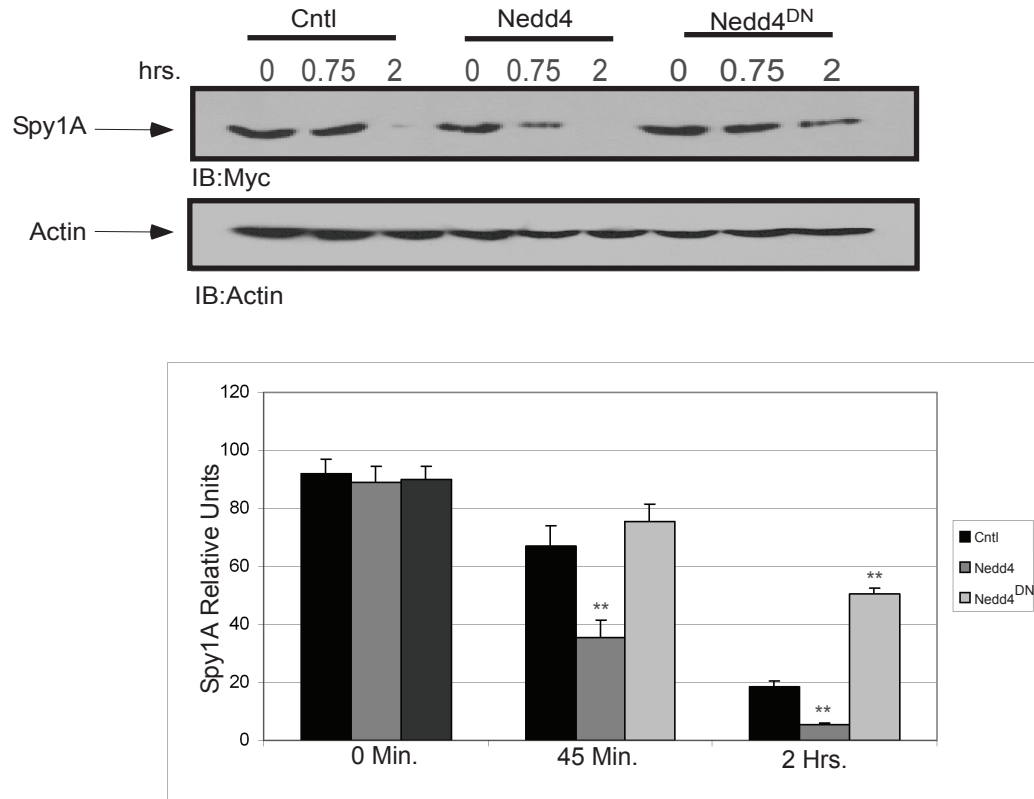 Cntl Nedd4 Nedd4DN
hrs. 0 0.75 2 0 0.75 2 0 0.75 2
Spy1A
IB:Myc
Actin
IB:Actin
Spy1A Relative Units
120
100
80
60
40
20
0
**
**
**
0 Min. 45 Min. 2 Hrs.
Cntl
Nedd4
Nedd4DN